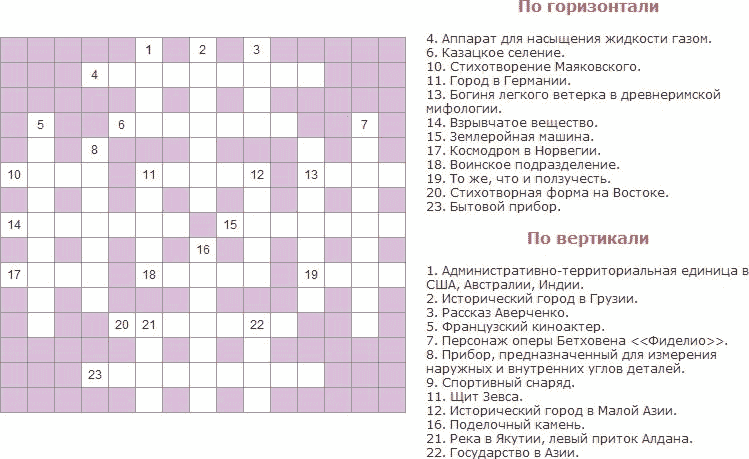 По горизонтали
4. Аппарат для насыщения жидкости газом.
6. Казацкое селение.
10. Стихотворение Маяковского.
11. Город в Германии.
13. Богиня легкого ветерка в древнеримской
мифологии.
14. Взрывчатое вещество.
15. Землеройная машина.
17. Космодром в Норвегии.
18. Воинское подразделение.
19. То же, что и ползучесть.
20. Стихотворная форма на Востоке.
23. Бытовой прибор.
По вертикали
1. Административно-территориальная единица в
США, Австралии, Индии.
2. Исторический город в Грузии.
3. Рассказ Аверченко.
5. Французский киноактер.
7. Персонаж оперы Бетховена <<Фиделио>>.
8. Прибор, предназначенный для измерения
наружных и внутренних углов деталей.
9. Спортивный снаряд.
11. Щит Зевса.
12. Исторический город в Малой Азии.
16. Поделочный камень.
21. Река в Якутии, левый приток Алдана.
22. Государство в Азии.
1 2 3
4
5 6 7
8
10 11 12 13
14 15
16
17 18 19
20 21 22
23